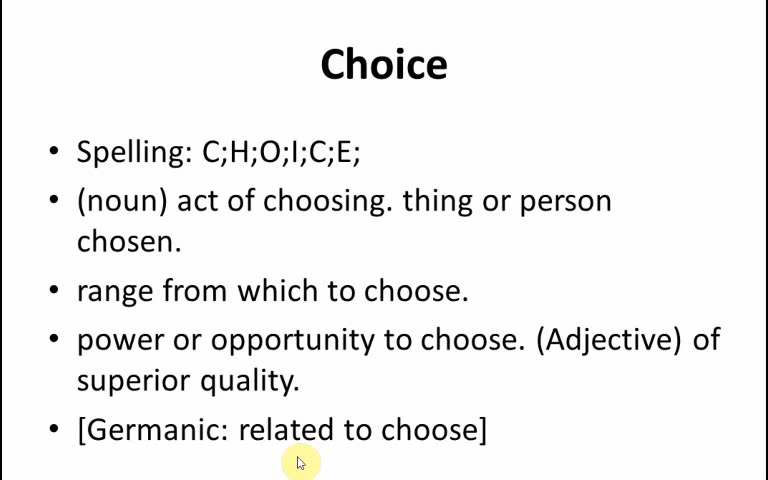 Choice
• Spelling: C;H;O;I;C;E;
• (noun) act of choosing. thing or person
chosen.
• range from which to choose.
• power or opportunity to choose. (Adjective) of
superior quality.
• [Germanic: related to choose]